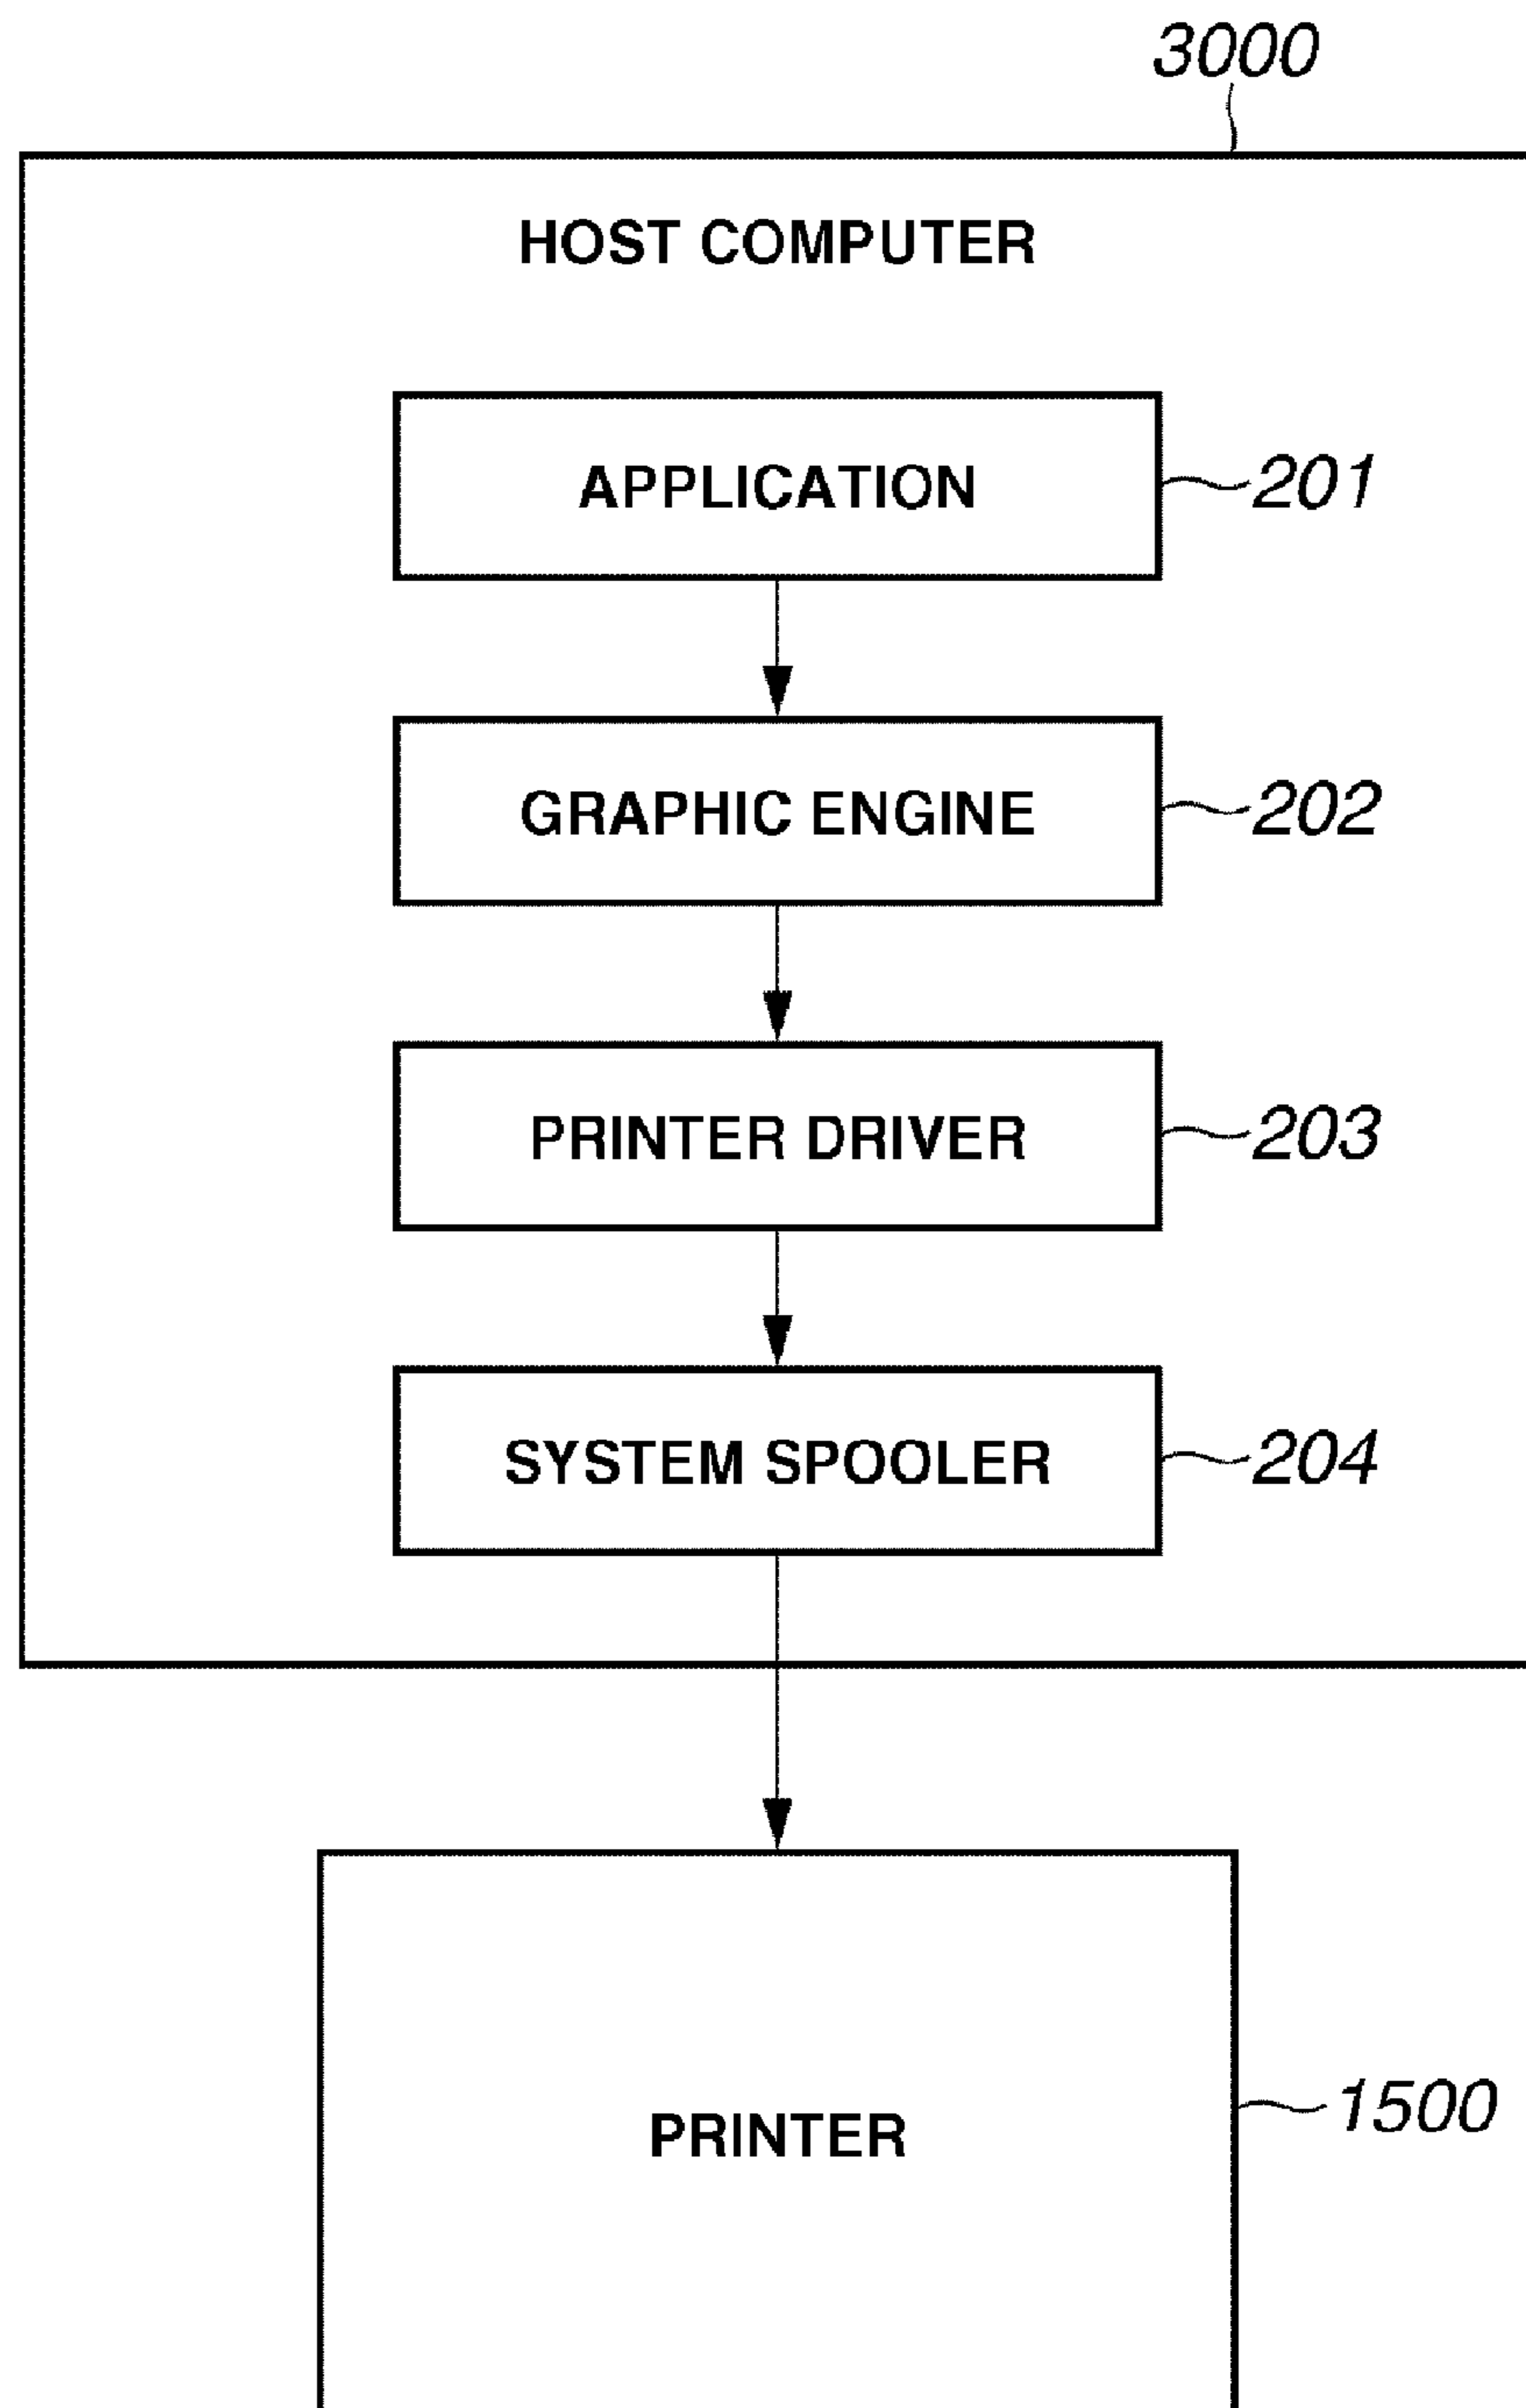 3000
HOST COMPUTER
APPLICATION 201
GRAPHIC ENGINE 202
PRINTER DRIVER 203
SYSTEM SPOOLER 204
PRINTER 1500